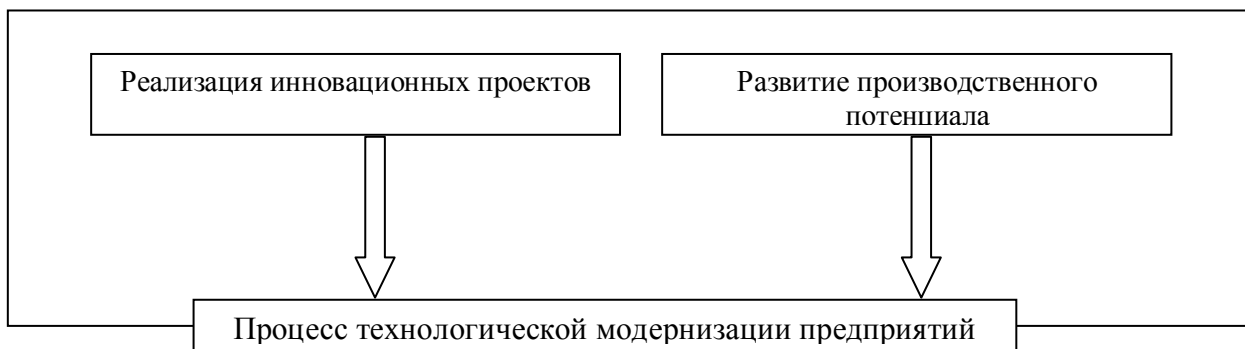 Реализация инновационных проектов
Развитие производственного
потенциала
Процесс технологической модернизации предприятий